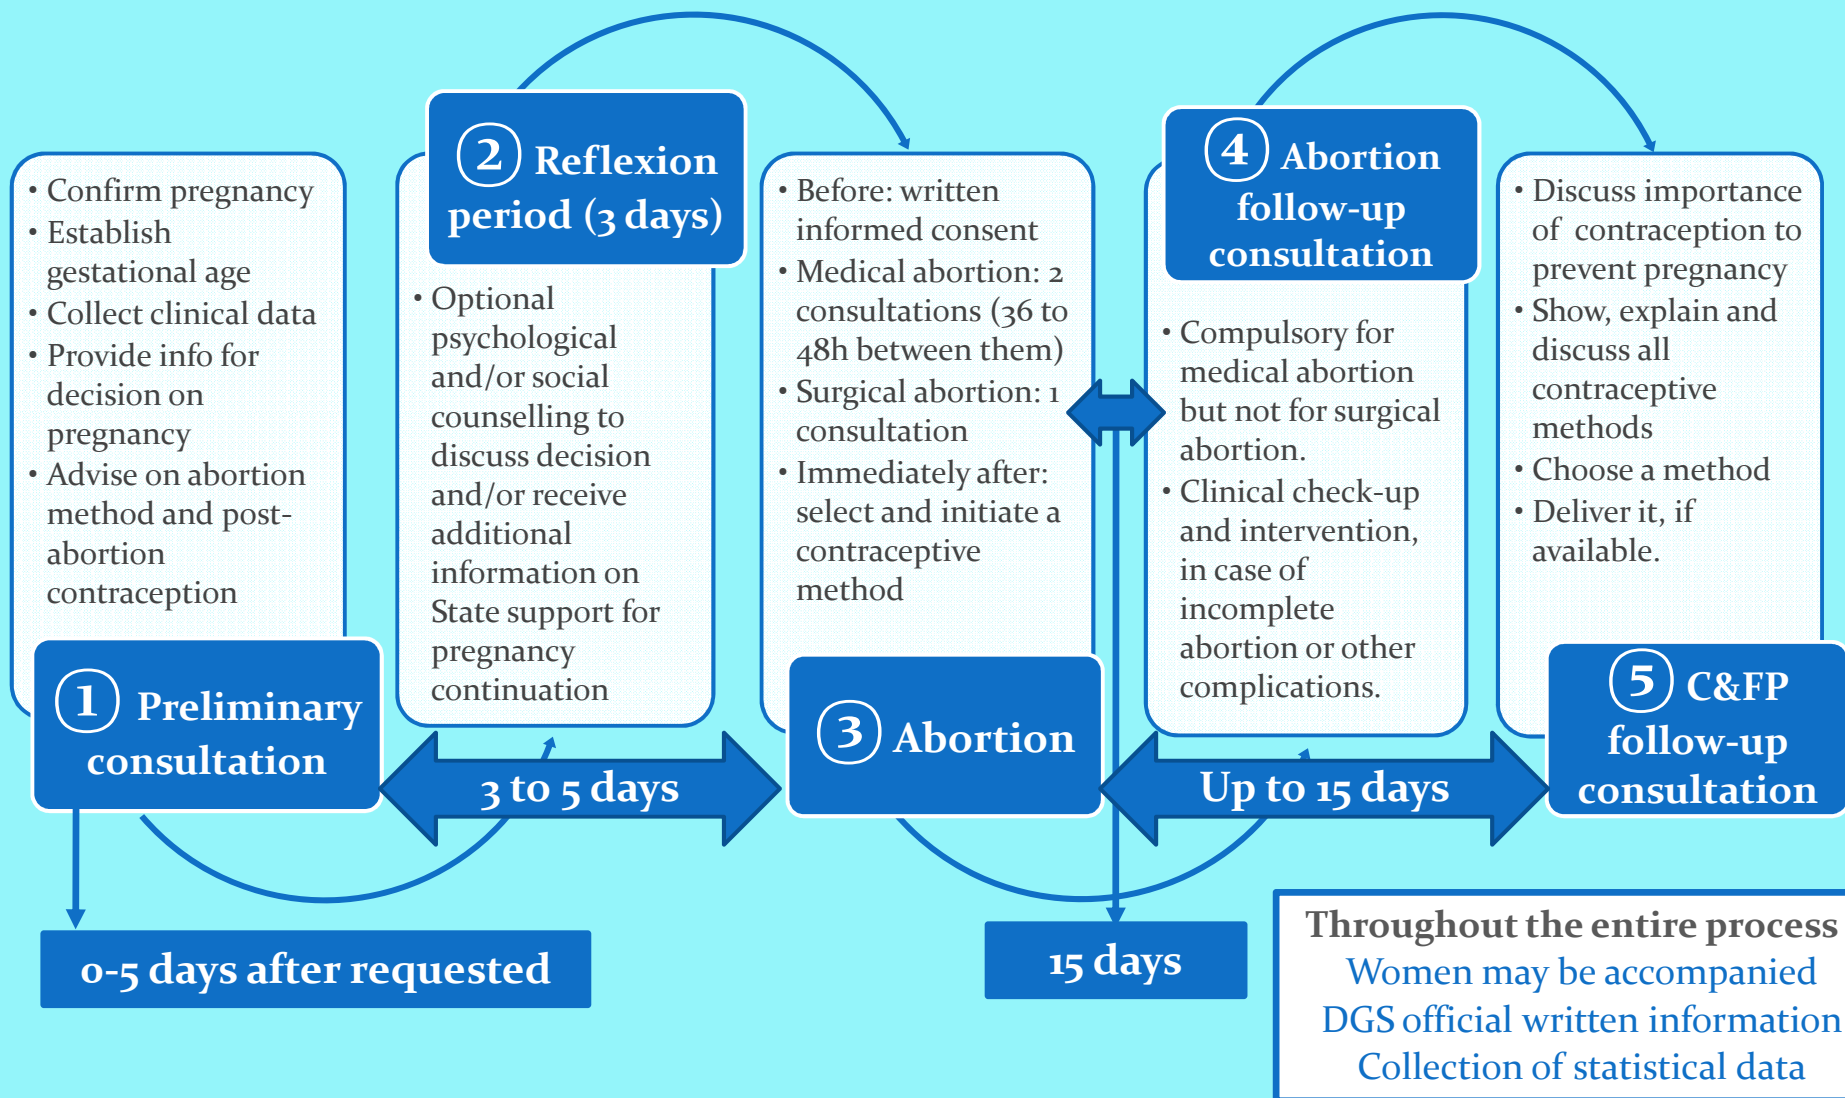 • Confirm pregnancy
• Establish
gestational age
• Collect clinical data
• Provide info for
decision on
pregnancy
• Advise on abortion
method and post-
abortion
contraception
1 Preliminary
consultation
0-5 days after requested
2 Reflexion
period (3 days)
• Optional
psychological
and/or social
counselling to
discuss decision
and/or receive
additional
information on
State support for
pregnancy
continuation
3 to 5 days
• Before: written
informed consent
• Medical abortion: 2
consultations (36 to
48h between them)
• Surgical abortion: 1
consultation
• Immediately after:
select and initiate a
contraceptive
method
3 Abortion
15 days
4 Abortion
follow-up
consultation
• Compulsory for
medical abortion
but not for surgical
abortion.
• Clinical check-up
and intervention,
in case of
incomplete
abortion or other
complications.
Up to 15 days
• Discuss importance
of contraception to
prevent pregnancy
• Show, explain and
discuss all
contraceptive
methods
• Choose a method
• Deliver it, if
available.
5 C&FP
follow-up
consultation
Throughout the entire process
Women may be accompanied
DGS official written information
Collection of statistical data